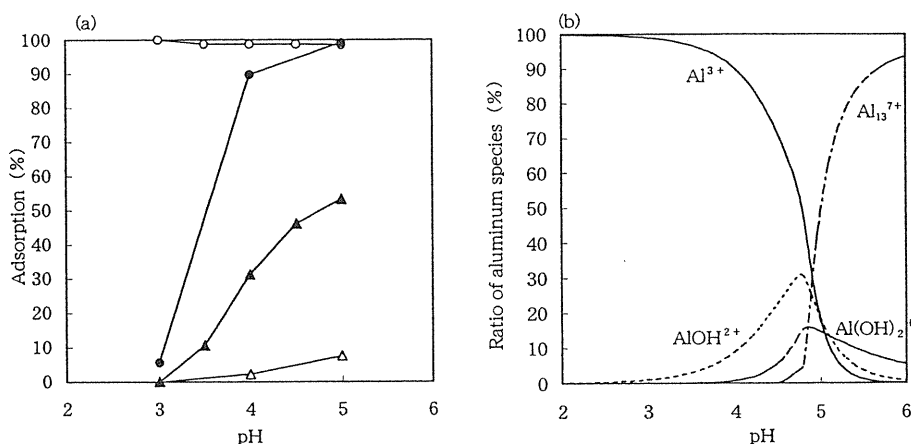 (a)
100
90
80
70
60
50
40
30
20
10
0
Adsorption (%)
2 3 4 5 6
pH
(b)
100
90
80
70
60
50
40
30
20
10
0
Ratio of aluminum species (%)
Al³⁺
Al₁₃⁷⁺
AlOH²⁺
Al(OH)₂⁺
2 3 4 5 6
pH